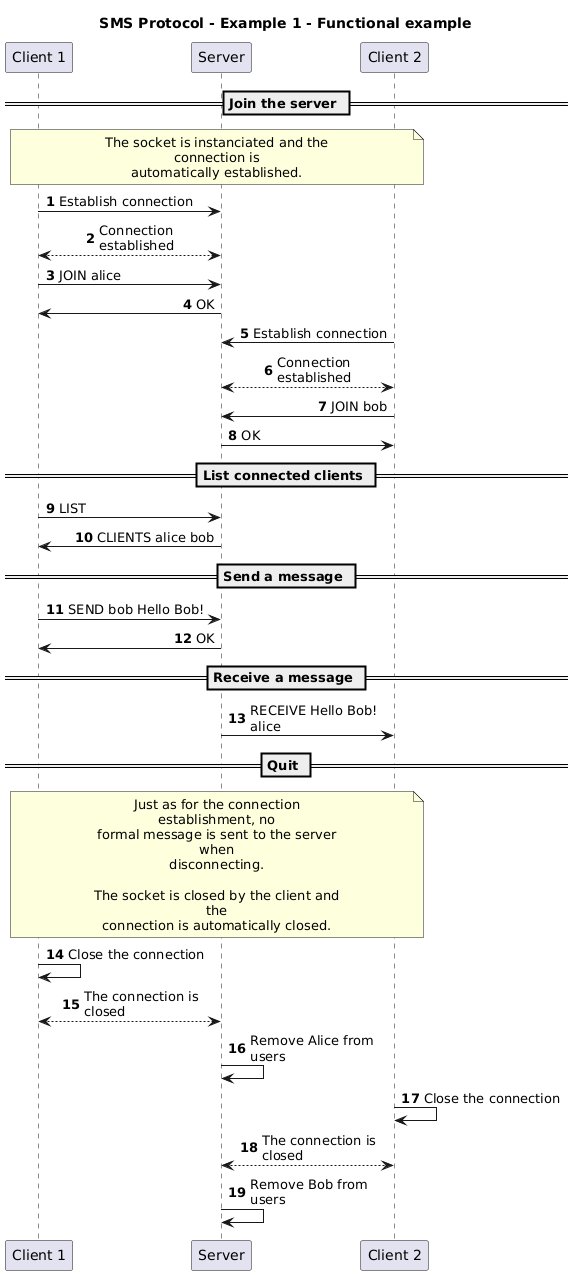 SMS Protocol - Example 1 - Functional example
Client 1
Server
Client 2
Join the server
The socket is instanciated and the
connection is
automatically established.
1 Establish connection
2 Connection
established
3 JOIN alice
4 OK
5 Establish connection
6 Connection
established
7 JOIN bob
8 OK
List connected clients
9 LIST
10 CLIENTS alice bob
Send a message
11 SEND bob Hello Bob!
12 OK
Receive a message
13 RECEIVE Hello Bob!
alice
Quit
Just as for the connection
establishment, no
formal message is sent to the server
when
disconnecting.
The socket is closed by the client and
the
connection is automatically closed.
14 Close the connection
15 The connection is
closed
16 Remove Alice from
users
17 Close the connection
18 The connection is
closed
19 Remove Bob from
users
Client 1
Server
Client 2